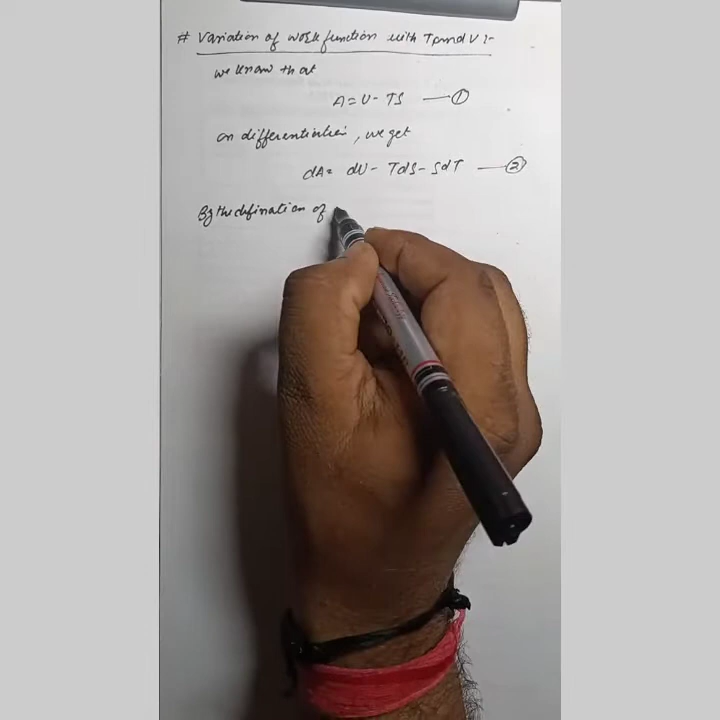 # Variation of work function with T and V :-
we know that
A = U - TS —— ①
on differentiation, we get
dA = dU - TdS - SdT —— ②
By the defination of